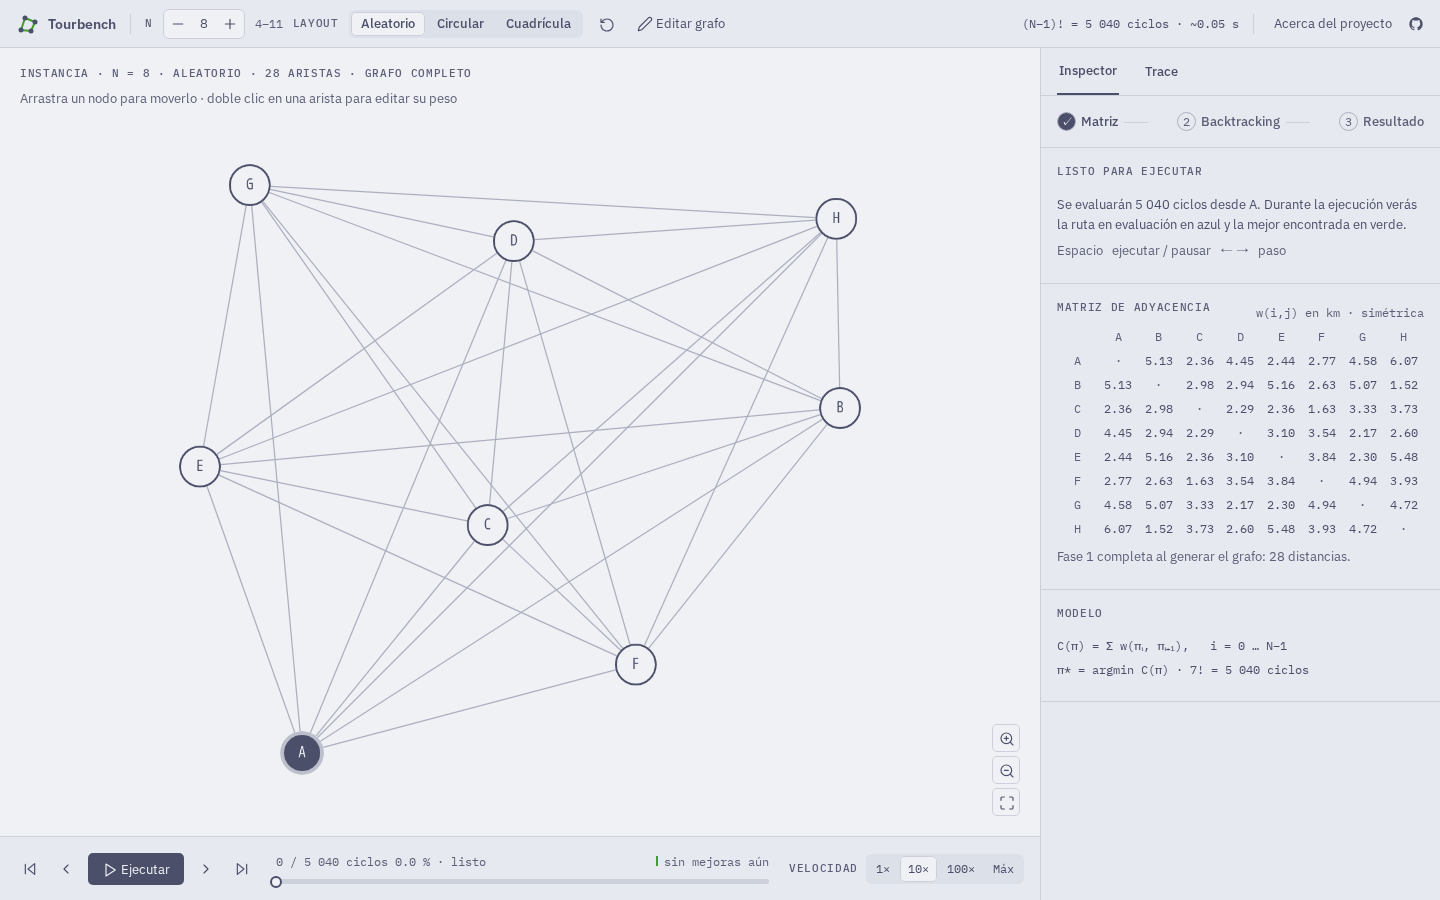 Tourbench
N
8
4–11
LAYOUT
Aleatorio
Circular
Cuadrícula
Editar grafo
(N−1)! = 5 040 ciclos · ~0.05 s
Acerca del proyecto
INSTANCIA · N = 8 · ALEATORIO · 28 ARISTAS · GRAFO COMPLETO
Arrastra un nodo para moverlo · doble clic en una arista para editar su peso
G
H
D
B
E
C
F
A
0 / 5 040 ciclos 0.0 % · listo
sin mejoras aún
Ejecutar
VELOCIDAD
1×
10×
100×
Máx
Inspector
Trace
✓ Matriz
2 Backtracking
3 Resultado
LISTO PARA EJECUTAR
Se evaluarán 5 040 ciclos desde A. Durante la ejecución verás
la ruta en evaluación en azul y la mejor encontrada en verde.
Espacio ejecutar / pausar ←→ paso
MATRIZ DE ADYACENCIA
w(i,j) en km · simétrica
A B C D E F G H
A · 5.13 2.36 4.45 2.44 2.77 4.58 6.07
B 5.13 · 2.98 2.94 5.16 2.63 5.07 1.52
C 2.36 2.98 · 2.29 2.36 1.63 3.33 3.73
D 4.45 2.94 2.29 · 3.10 3.54 2.17 2.60
E 2.44 5.16 2.36 3.10 · 3.84 2.30 5.48
F 2.77 2.63 1.63 3.54 3.84 · 4.94 3.93
G 4.58 5.07 3.33 2.17 2.30 4.94 · 4.72
H 6.07 1.52 3.73 2.60 5.48 3.93 4.72 ·
Fase 1 completa al generar el grafo: 28 distancias.
MODELO
C(π) = Σ w(πᵢ, πᵢ₊₁), i = 0 … N−1
π* = argmin C(π) · 7! = 5 040 ciclos